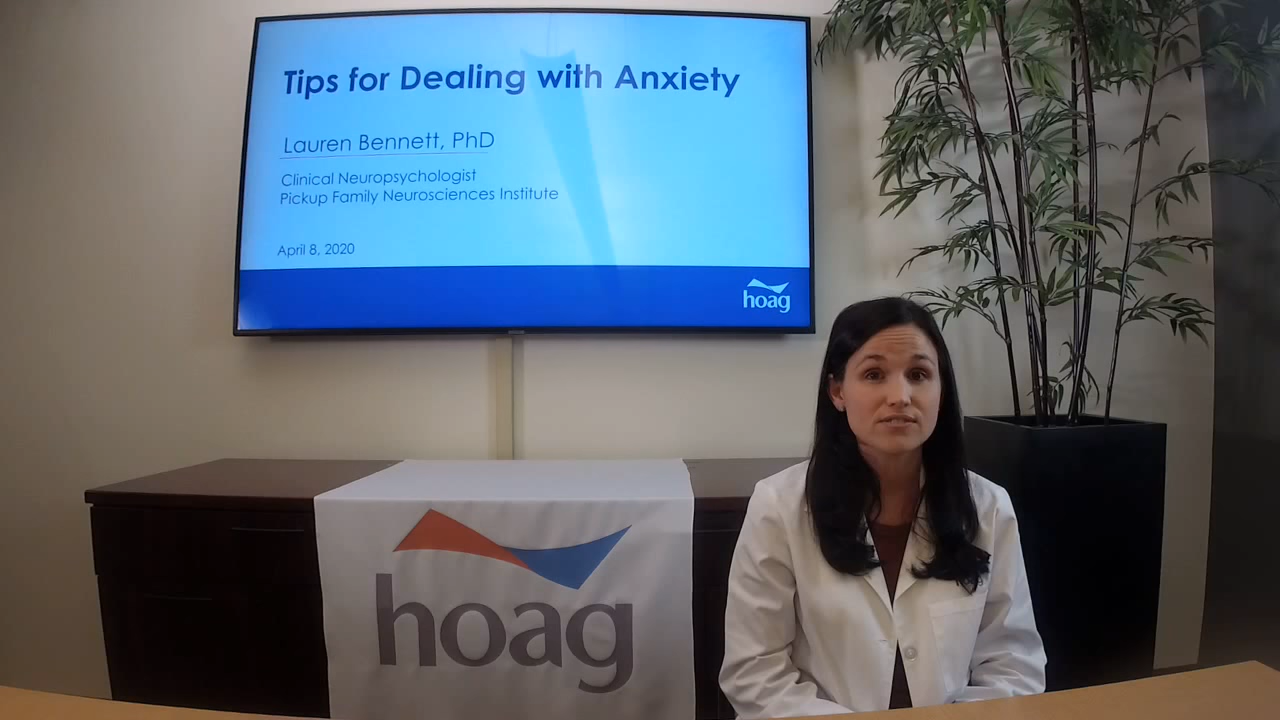 Tips for Dealing with Anxiety
Lauren Bennett, PhD
Clinical Neuropsychologist
Pickup Family Neurosciences Institute
April 8, 2020
hoag
hoag